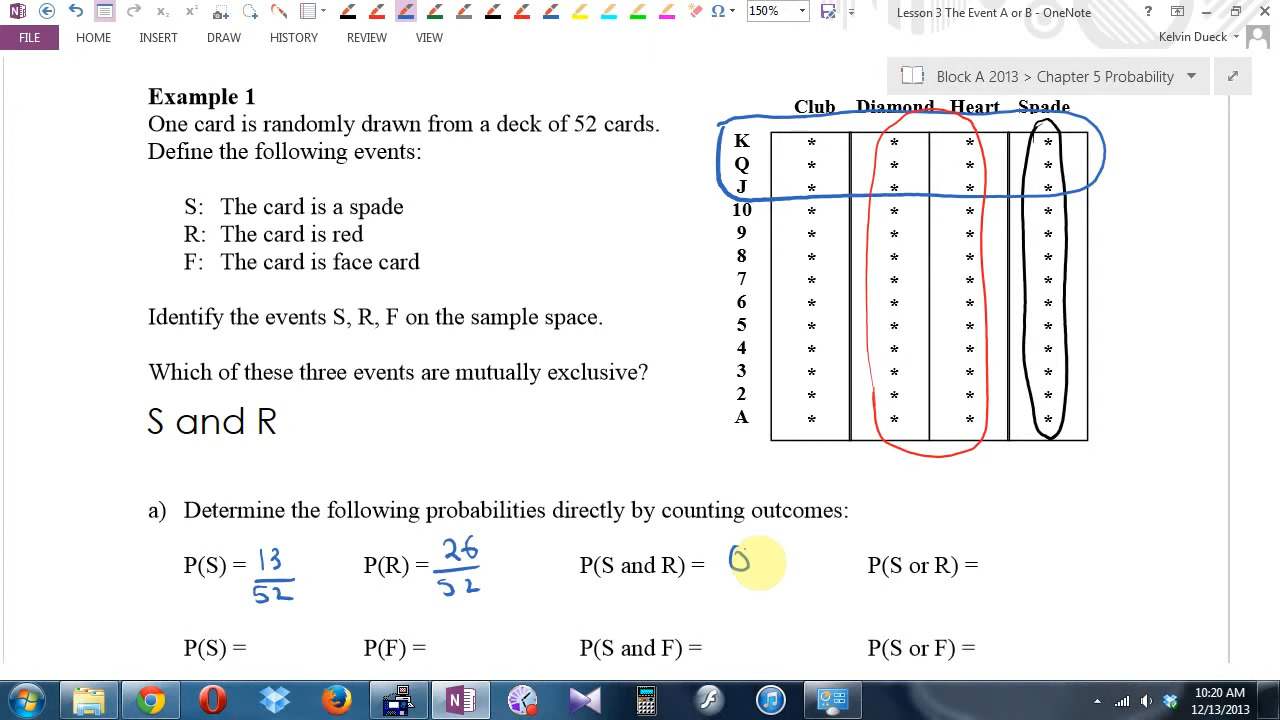 150%
Lesson 3 The Event A or B - OneNote
FILE HOME INSERT DRAW HISTORY REVIEW VIEW
Kelvin Dueck
Block A 2013 > Chapter 5 Probability
Example 1
One card is randomly drawn from a deck of 52 cards.
Define the following events:
S: The card is a spade
R: The card is red
F: The card is face card
Identify the events S, R, F on the sample space.
Which of these three events are mutually exclusive?
S and R
Club Diamond Heart Spade
K * * * *
Q * * * *
J * * * *
10 * * * *
9 * * * *
8 * * * *
7 * * * *
6 * * * *
5 * * * *
4 * * * *
3 * * * *
2 * * * *
A * * * *
a) Determine the following probabilities directly by counting outcomes:
P(S) = 13/52 P(R) = 26/52 P(S and R) = 0 P(S or R) =
P(S) = P(F) = P(S and F) = P(S or F) =
10:20 AM
12/13/2013